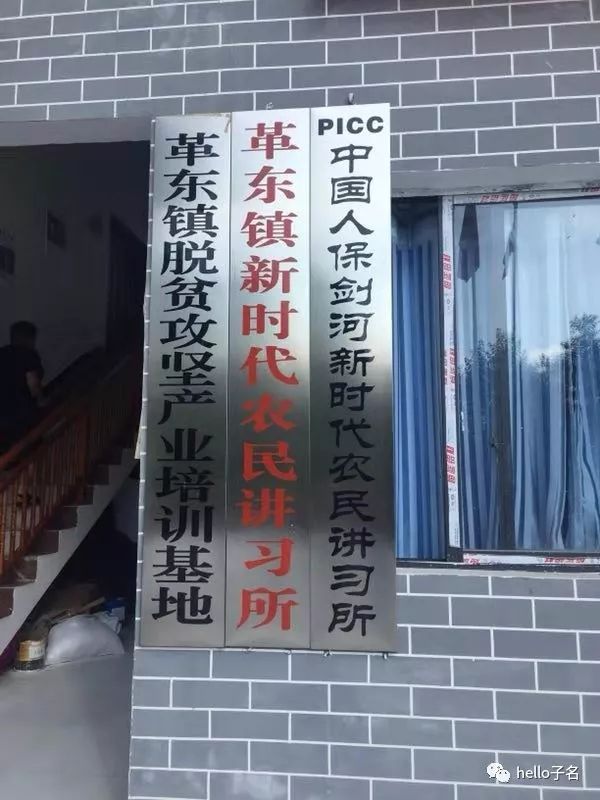 PICC
中国人保剑河新时代农民讲习所
革东镇新时代农民讲习所
革东镇脱贫攻坚产业培训基地
hello子名